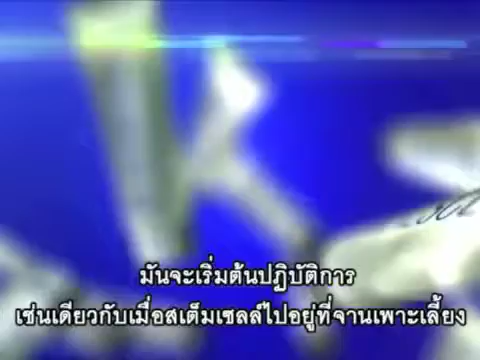 มันจะเริ่มต้นปฏิบัติการ
เช่นเดียวกับเมื่อสเต็มเซลล์ไปอยู่ที่จานเพาะเลี้ยง